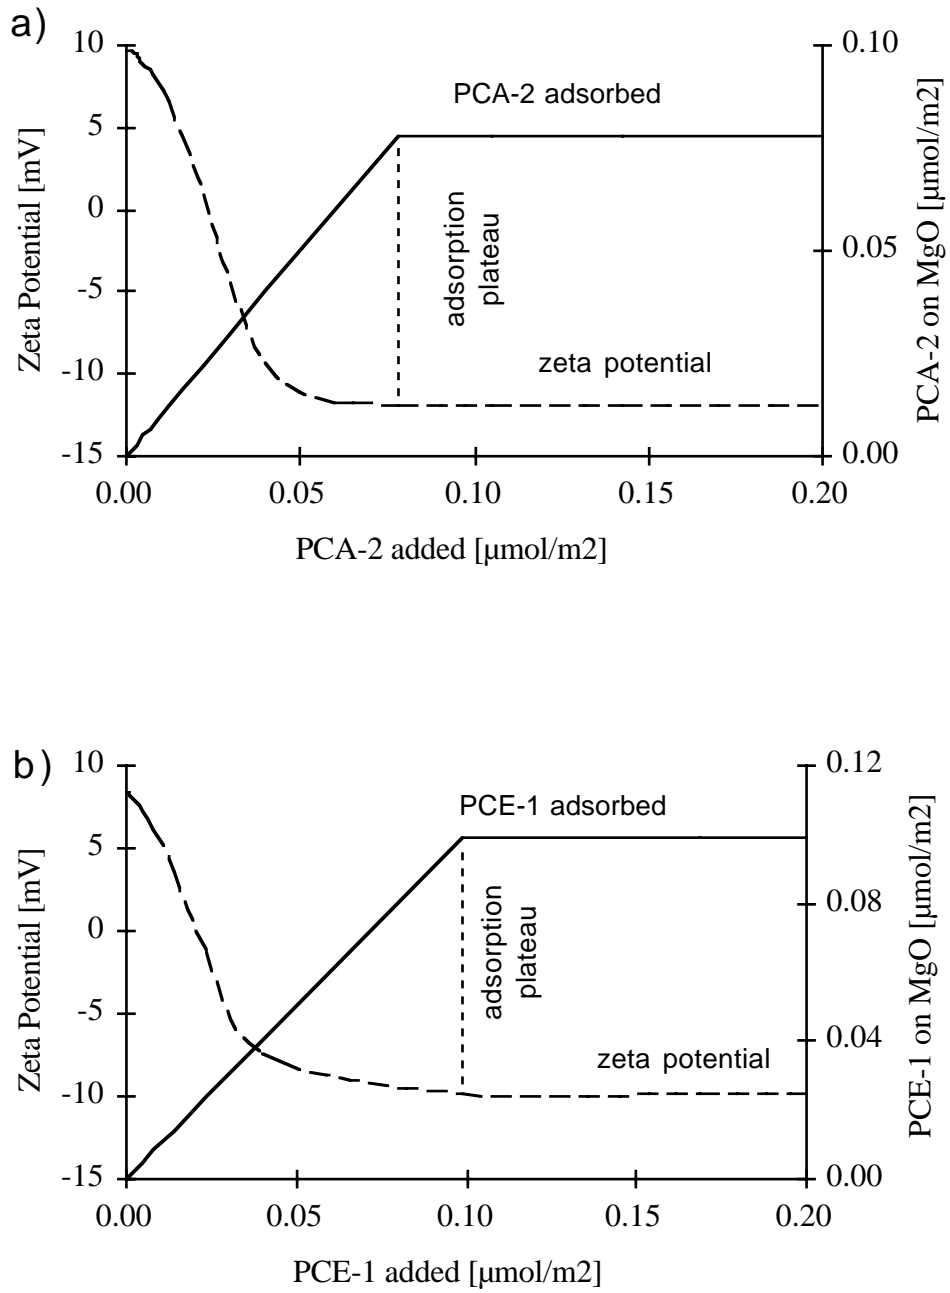 a)
10
5
0
-5
-10
-15
Zeta Potential [mV]
0.10
0.05
0.00
PCA-2 on MgO [µmol/m2]
PCA-2 adsorbed
adsorption
plateau
zeta potential
0.00 0.05 0.10 0.15 0.20
PCA-2 added [µmol/m2]
b)
10
5
0
-5
-10
-15
Zeta Potential [mV]
0.12
0.08
0.04
0.00
PCE-1 on MgO [µmol/m2]
PCE-1 adsorbed
adsorption
plateau
zeta potential
0.00 0.05 0.10 0.15 0.20
PCE-1 added [µmol/m2]